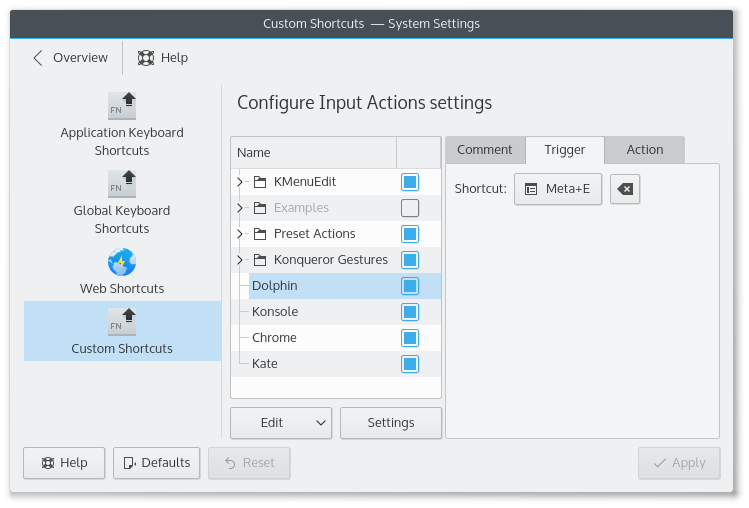 Custom Shortcuts — System Settings
Overview
Help
FN
Application Keyboard
Shortcuts
FN
Global Keyboard
Shortcuts
Web Shortcuts
FN
Custom Shortcuts
Configure Input Actions settings
Name
KMenuEdit
Examples
Preset Actions
Konqueror Gestures
Dolphin
Konsole
Chrome
Kate
Edit
Settings
Comment
Trigger
Action
Shortcut:
Meta+E
Help
Defaults
Reset
Apply